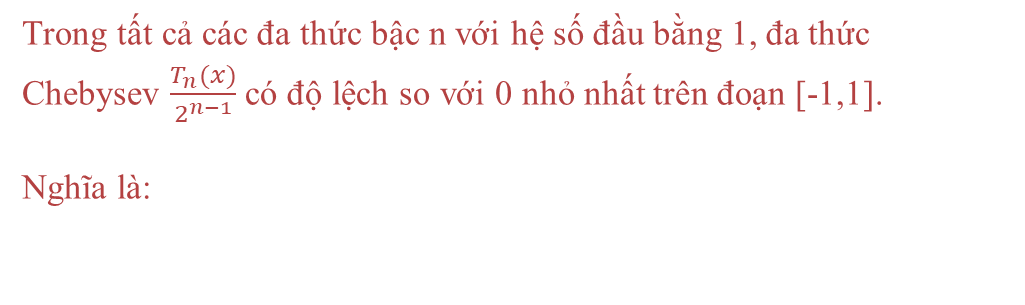 Trong tất cả các đa thức bậc n với hệ số đầu bằng 1, đa thức
Chebysev $\frac{T_n(x)}{2^{n-1}}$ có độ lệch so với 0 nhỏ nhất trên đoạn [-1,1].
Nghĩa là: